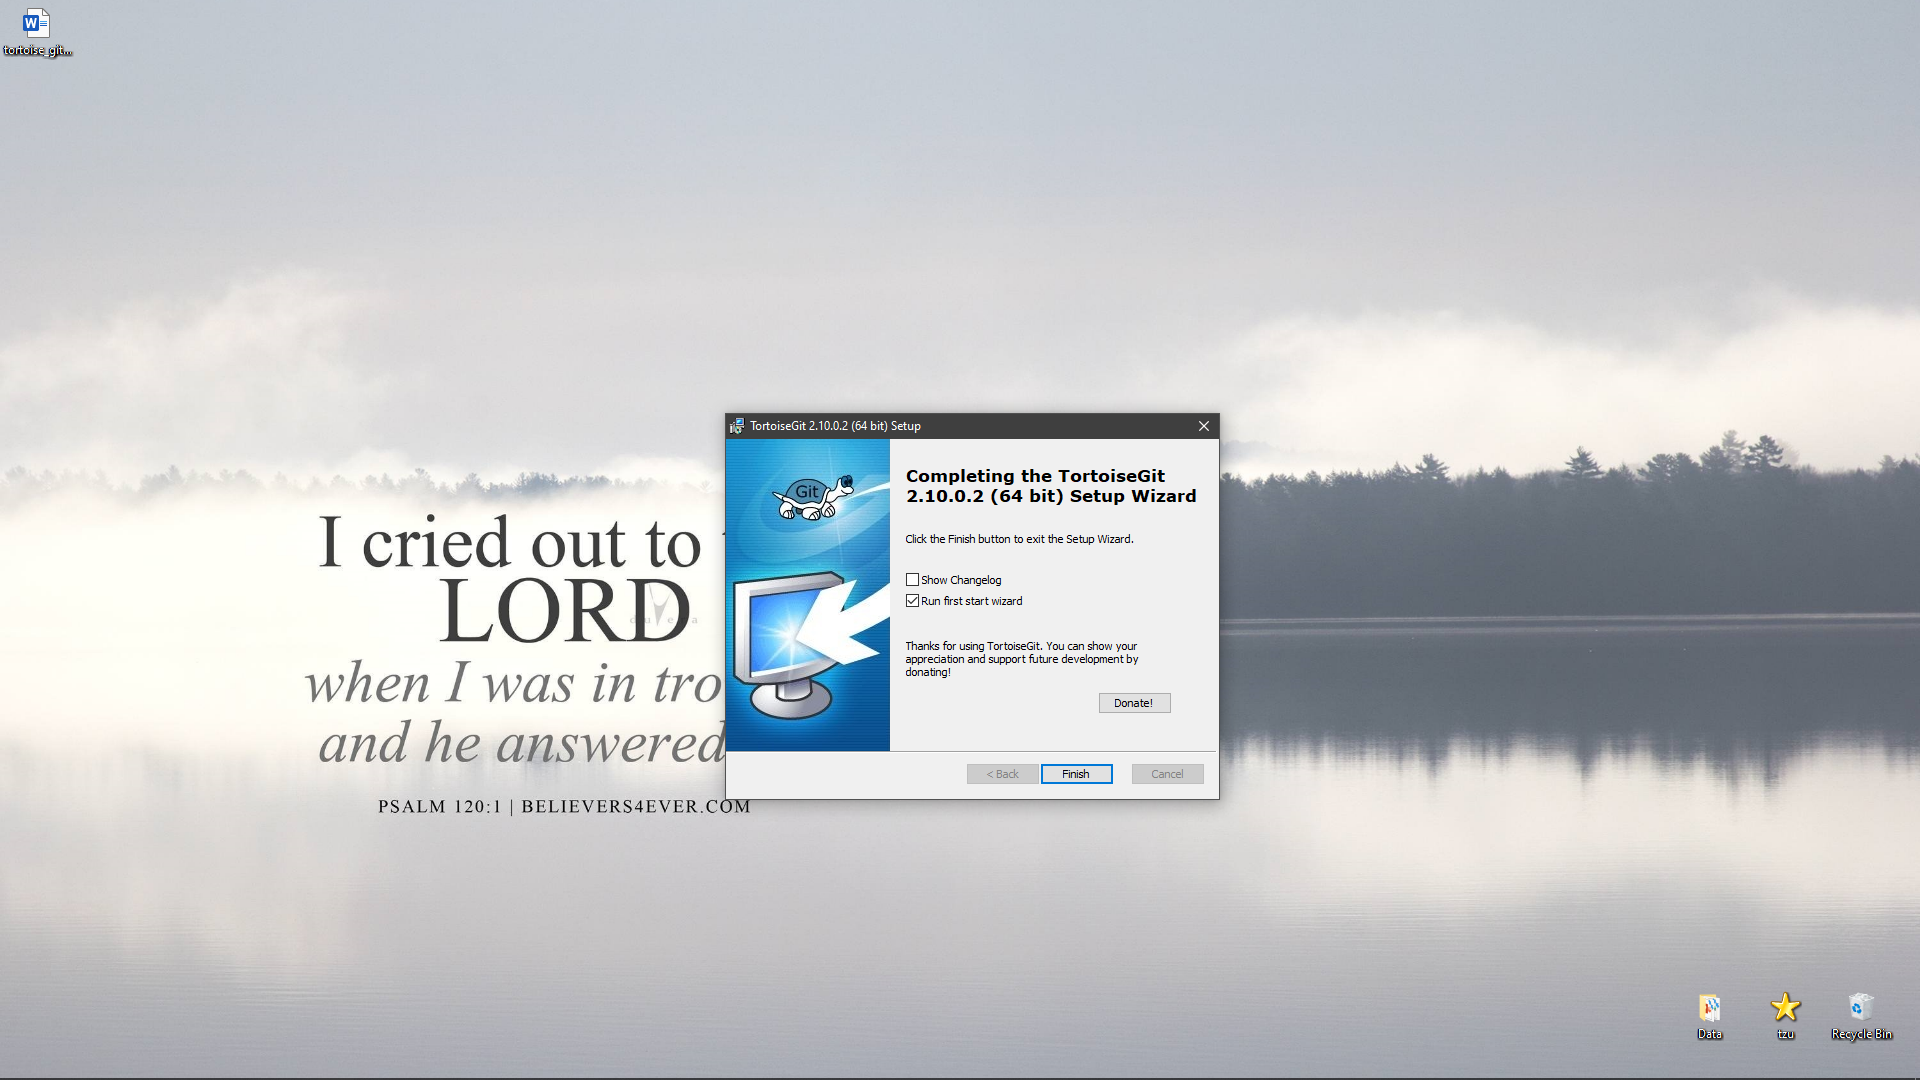 tortoise_git...
TortoiseGit 2.10.0.2 (64 bit) Setup
Git
Completing the TortoiseGit
2.10.0.2 (64 bit) Setup Wizard
Click the Finish button to exit the Setup Wizard.
Show Changelog
Run first start wizard
Thanks for using TortoiseGit. You can show your
appreciation and support future development by
donating!
Donate!
< Back
Finish
Cancel
I cried out to
LORD
when I was in tro
and he answered
PSALM 120:1 | BELIEVERS4EVER.COM
Data
tzu
Recycle Bin